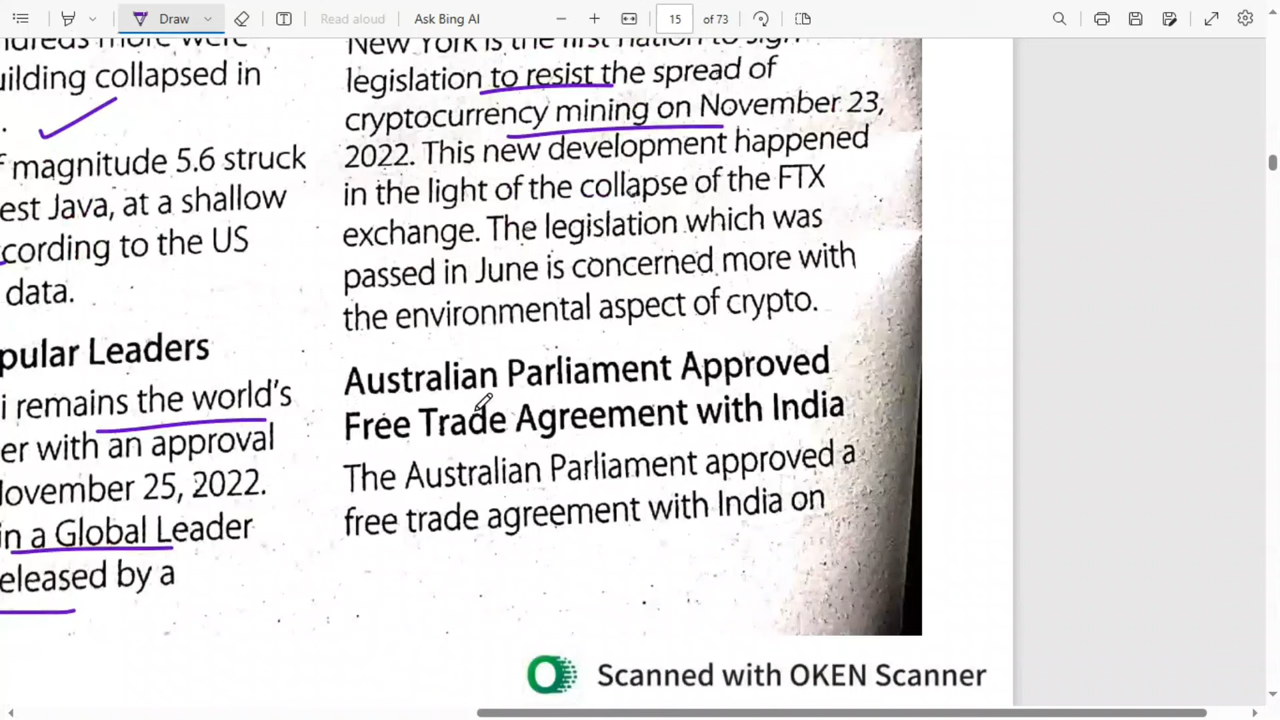 Draw
Read aloud
Ask Bing AI
15
of 73
more were
uilding collapsed in
.
magnitude 5.6 struck
est Java, at a shallow
cording to the US
data.
pular Leaders
i remains the world's
er with an approval
November 25, 2022.
in a Global Leader
eleased by a
New York is the first nation to sign
legislation to resist the spread of
cryptocurrency mining on November 23,
2022. This new development happened
in the light of the collapse of the FTX
exchange. The legislation which was
passed in June is concerned more with
the environmental aspect of crypto.
Australian Parliament Approved
Free Trade Agreement with India
The Australian Parliament approved a
free trade agreement with India on
Scanned with OKEN Scanner